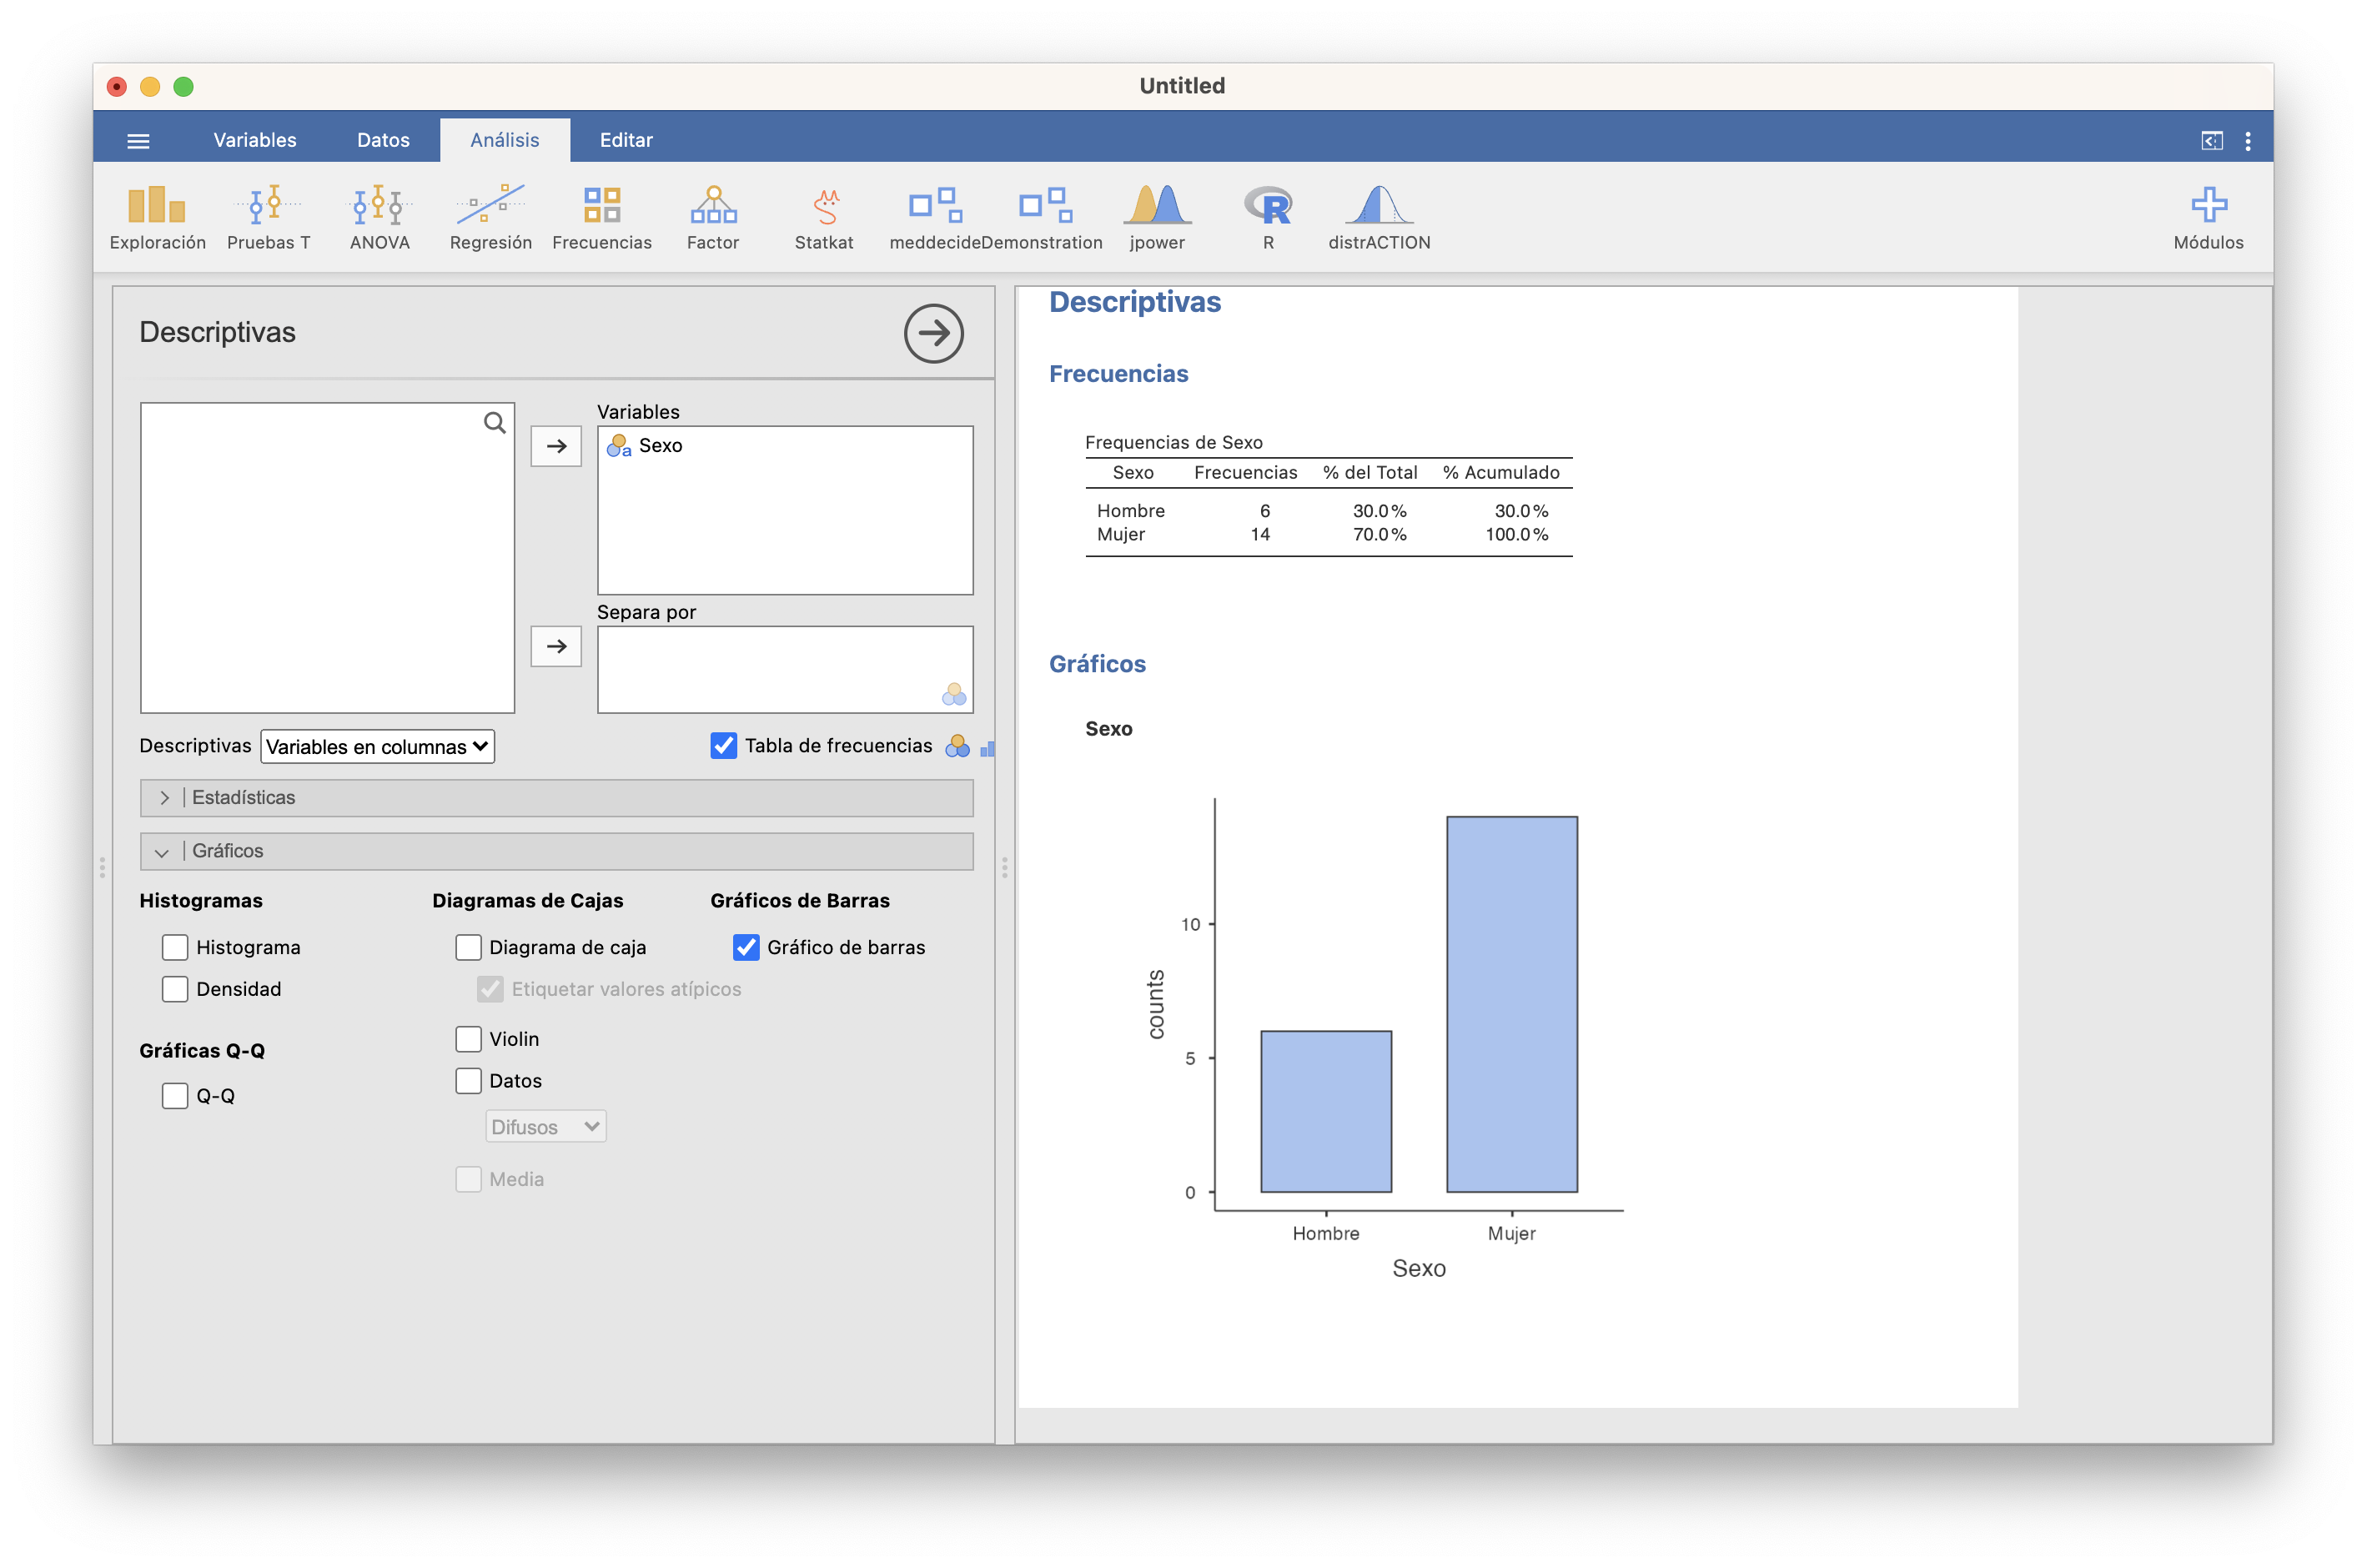 Untitled
Variables Datos Análisis Editar
Exploración Pruebas T ANOVA Regresión Frecuencias Factor Statkat meddecide Demonstration jpower R distrACTION Módulos
Descriptivas
Variables
a Sexo
Separa por
Descriptivas Variables en columnas Tabla de frecuencias
Estadísticas
Gráficos
Histogramas Diagramas de Cajas Gráficos de Barras
Histograma Diagrama de caja Gráfico de barras
Densidad Etiquetar valores atípicos
Violin
Gráficas Q-Q
Datos
Q-Q
Difusos
Media
Descriptivas
Frecuencias
Frequencias de Sexo
Sexo Frecuencias % del Total % Acumulado
Hombre 6 30.0% 30.0%
Mujer 14 70.0% 100.0%
Gráficos
Sexo
10
counts
5
0
Hombre Mujer
Sexo